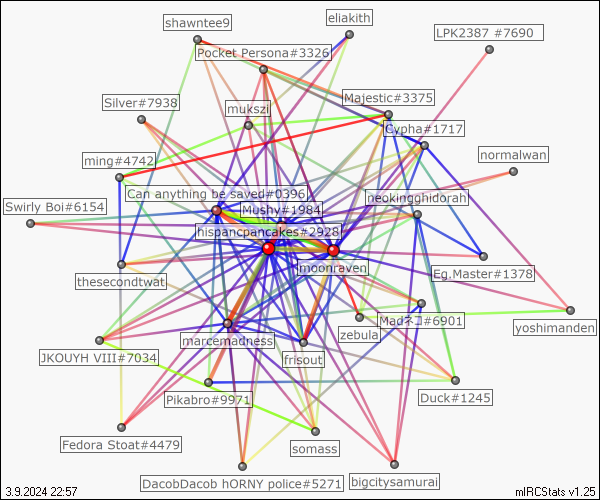 shawntee9
eliakith
LPK2387 #7690
Pocket Persona#3326
Majestic#3375
Silver#7938
mukszi
Cypha#1717
ming#4742
normalwan
Can anything be saved#0396
neokingghidorah
Swirly Boi#6154
Mushy#1984
hispancpancakes#2928
moonraven
Eg.Master#1378
thesecondtwat
Madネコ#6901
yoshimanden
zebula
marcemadness
JKOUYH VIII#7034
frisout
Pikabro#9971
Duck#1245
Fedora Stoat#4479
somass
DacobDacob hORNY police#5271
bigcitysamurai
3.9.2024 22:57
mIRCStats v1.25